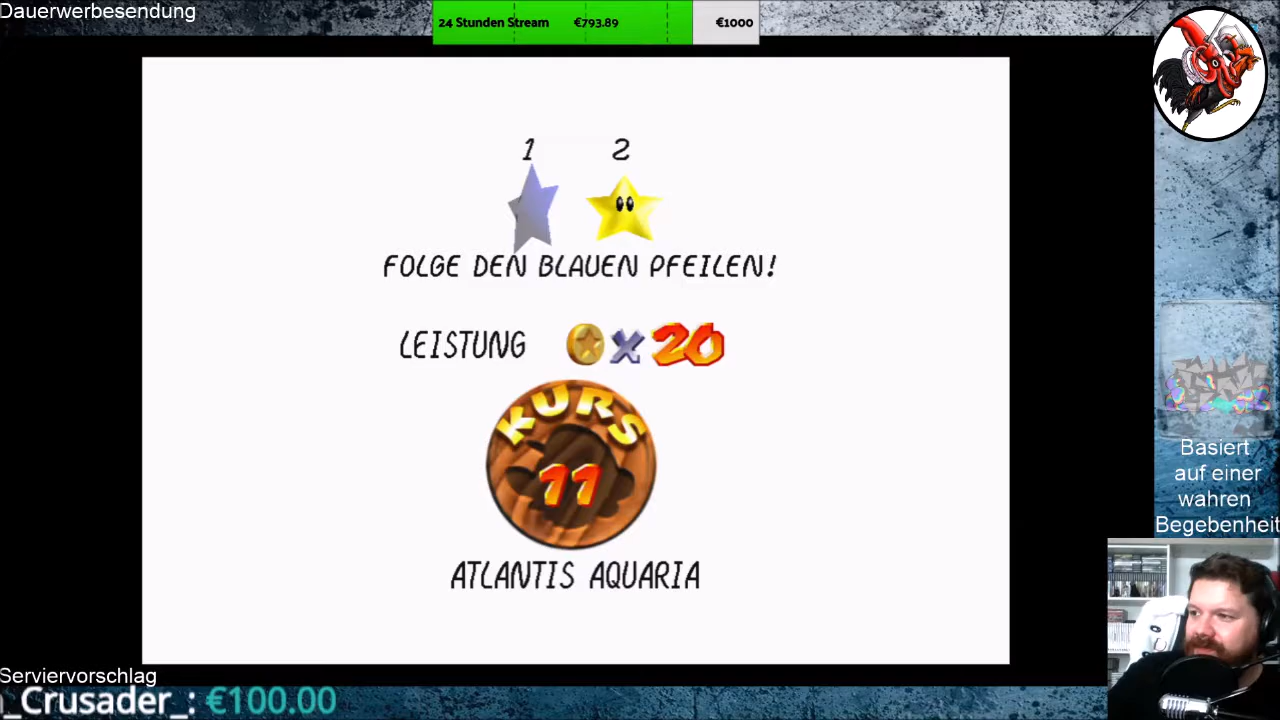 Dauerwerbesendung
24 Stunden Stream €793.89 €1000
1 2
FOLGE DEN BLAUEN PFEILEN!
LEISTUNG x 20
KURS
11
ATLANTIS AQUARIA
Basiert
auf einer
wahren
Begebenheit
Serviervorschlag
_Crusader_: €100.00